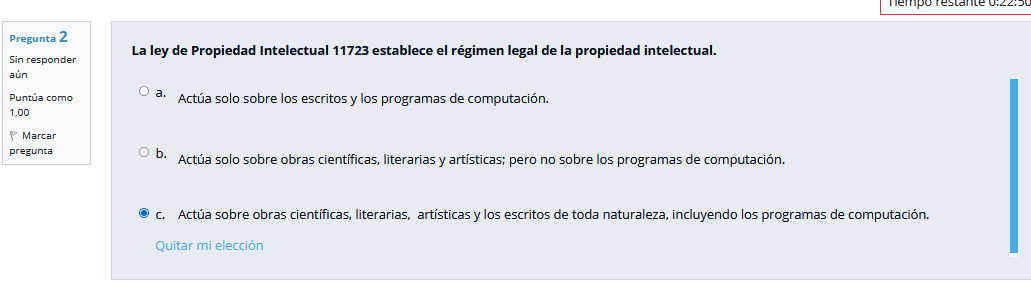 Tiempo restante 0:22:50
Pregunta 2
Sin responder
aún
Puntúa como
1,00
Marcar
pregunta
La ley de Propiedad Intelectual 11723 establece el régimen legal de la propiedad intelectual.
a. Actúa solo sobre los escritos y los programas de computación.
b. Actúa solo sobre obras científicas, literarias y artísticas; pero no sobre los programas de computación.
c. Actúa sobre obras científicas, literarias, artísticas y los escritos de toda naturaleza, incluyendo los programas de computación.
Quitar mi elección